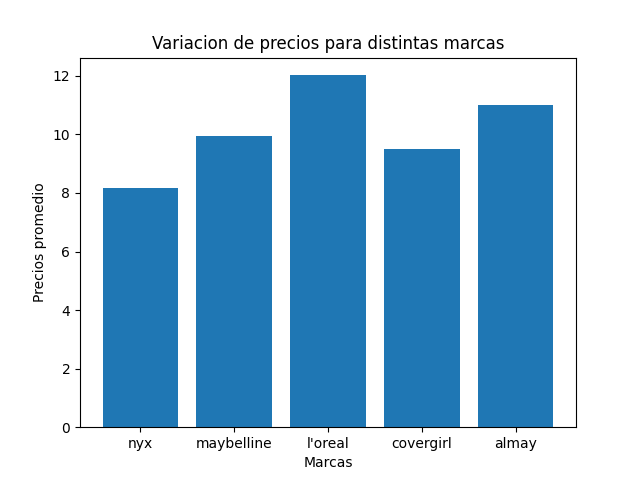 Variacion de precios para distintas marcas
12
10
8
6
4
2
0
Precios promedio
nyx maybelline l'oreal covergirl almay
Marcas